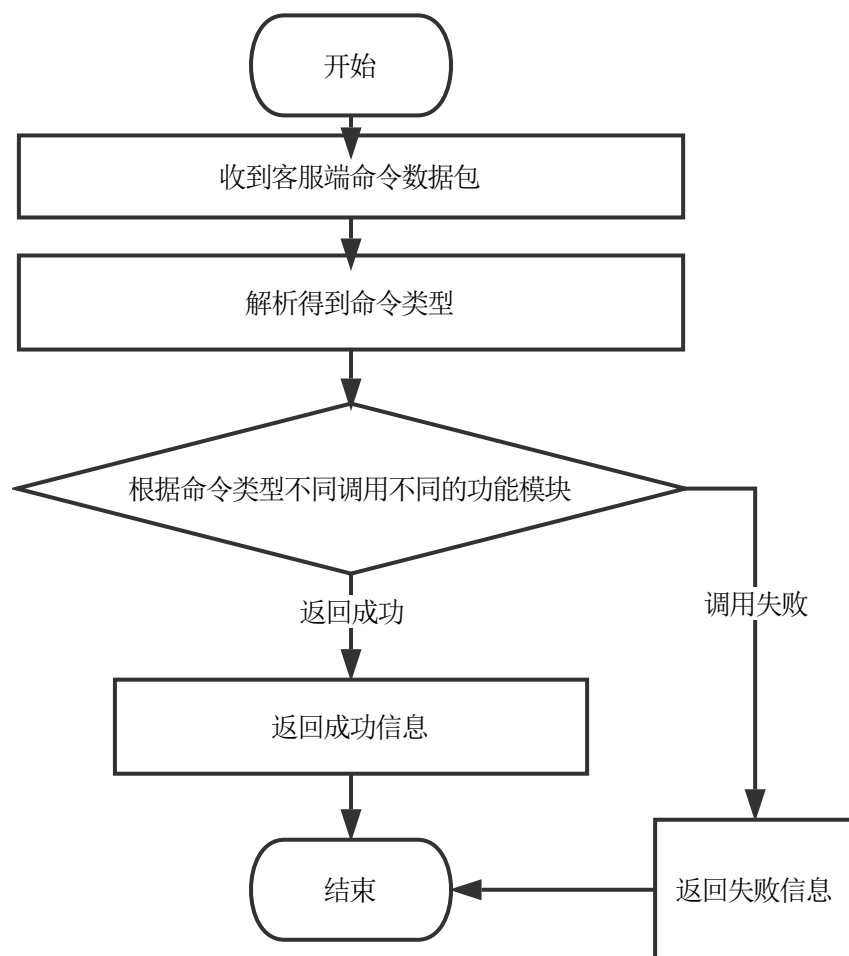 开始
收到客服端命令数据包
解析得到命令类型
根据命令类型不同调用不同的功能模块
返回成功
调用失败
返回成功信息
结束
返回失败信息